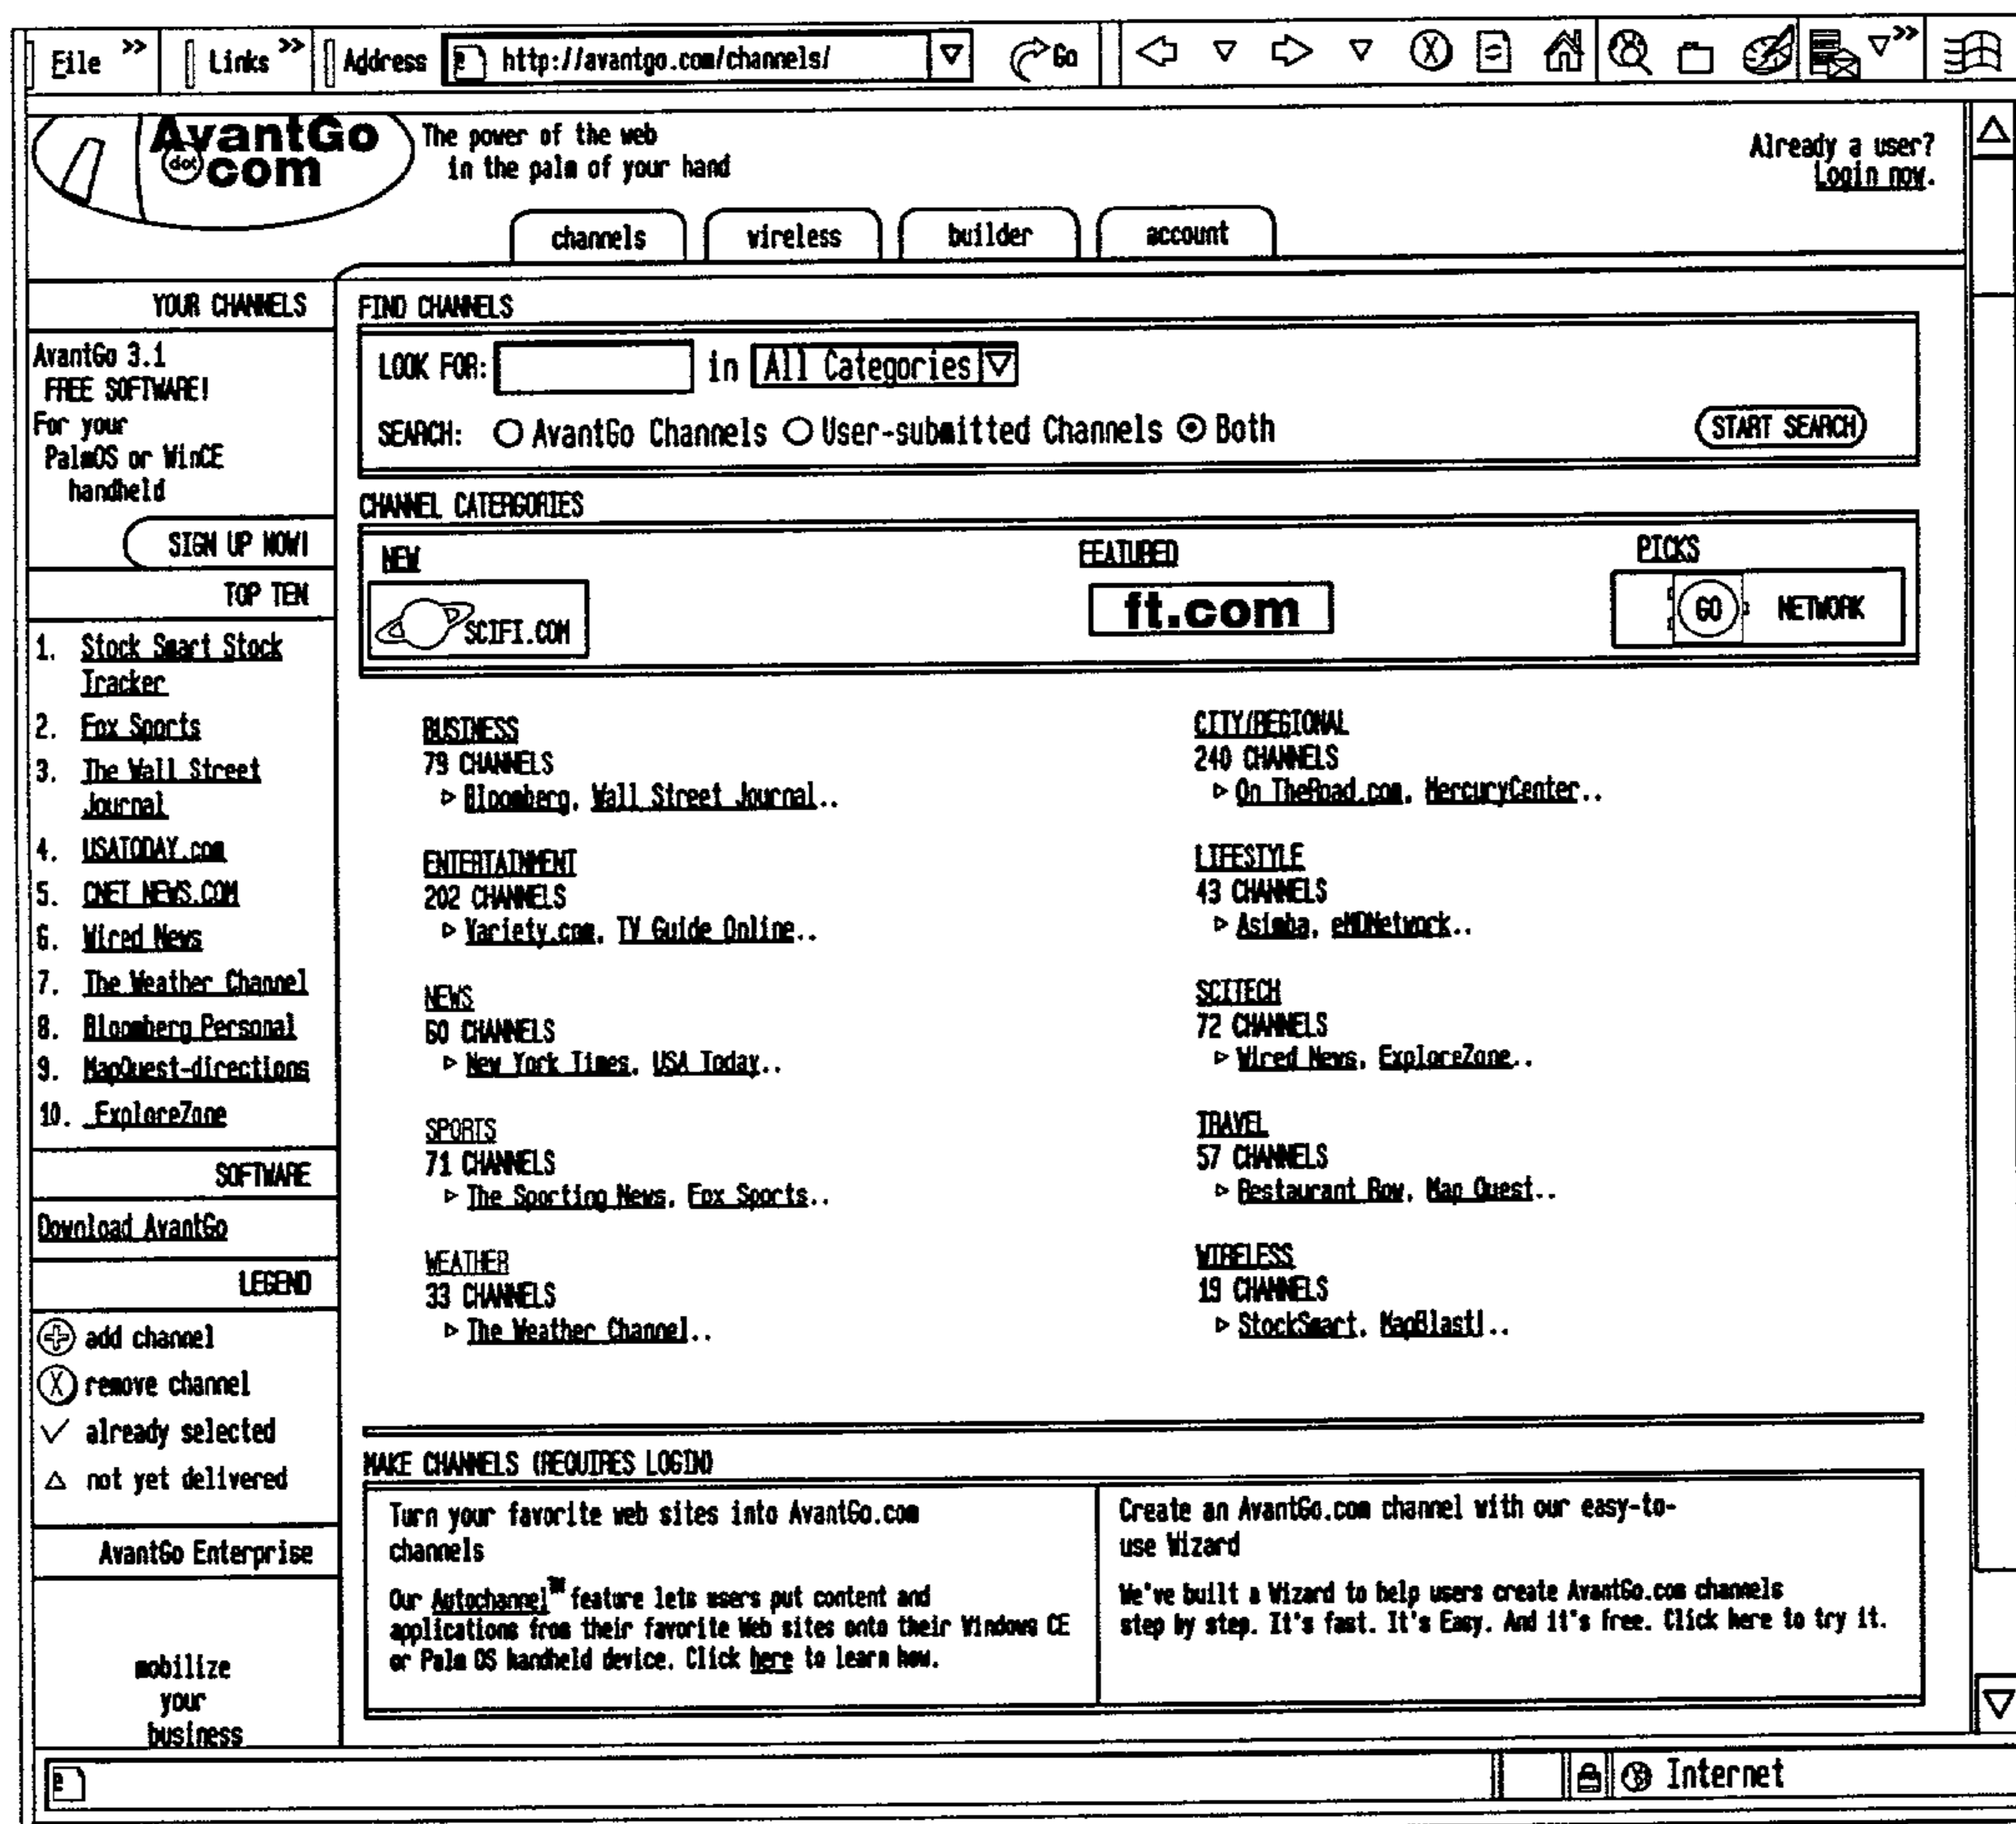 File >> Links >> Address http://avantgo.com/channels/ Go >>
AvantGo
dot com
The power of the web
in the palm of your hand
Already a user?
Login now.
channels wireless builder account
YOUR CHANNELS
AvantGo 3.1
FREE SOFTWARE!
For your
PalmOS or WinCE
handheld
SIGN UP NOW!
TOP TEN
1. Stock Smart Stock
Tracker
2. Fox Sports
3. The Wall Street
Journal
4. USATODAY.com
5. CNET NEWS.COM
6. Wired News
7. The Weather Channel
8. Bloomberg Personal
9. MapQuest-directions
10. ExploreZone
SOFTWARE
Download AvantGo
LEGEND
add channel
X remove channel
already selected
not yet delivered
AvantGo Enterprise
mobilize
your
business
FIND CHANNELS
LOOK FOR: in All Categories
SEARCH: AvantGo Channels User-submitted Channels Both START SEARCH
CHANNEL CATERGORIES
NEW FEATURED PICKS
SCIFI.COM ft.com GO NETWORK
BUSINESS
79 CHANNELS
Bloomberg, Wall Street Journal..
ENTERTAINMENT
202 CHANNELS
Variety.com, TV Guide Online..
NEWS
60 CHANNELS
New York Times, USA Today..
SPORTS
71 CHANNELS
The Sporting News, Fox Sports..
WEATHER
33 CHANNELS
The Weather Channel..
CITY/REGIONAL
240 CHANNELS
On TheRoad.com, MercuryCenter..
LIFESTYLE
43 CHANNELS
Asimba, eMDNetwork..
SCITECH
72 CHANNELS
Wired News, ExploreZone..
TRAVEL
57 CHANNELS
Restaurant Row, Map Quest..
WIRELESS
19 CHANNELS
StockSmart, MapBlast!..
MAKE CHANNELS (REQUIRES LOGIN)
Turn your favorite web sites into AvantGo.com
channels
Our Autochannel™ feature lets users put content and
applications from their favorite Web sites onto their Windows CE
or Palm OS handheld device. Click here to learn how.
Create an AvantGo.com channel with our easy-to-
use Wizard
We've built a Wizard to help users create AvantGo.com channels
step by step. It's fast. It's Easy. And it's free. Click here to try it.
Internet